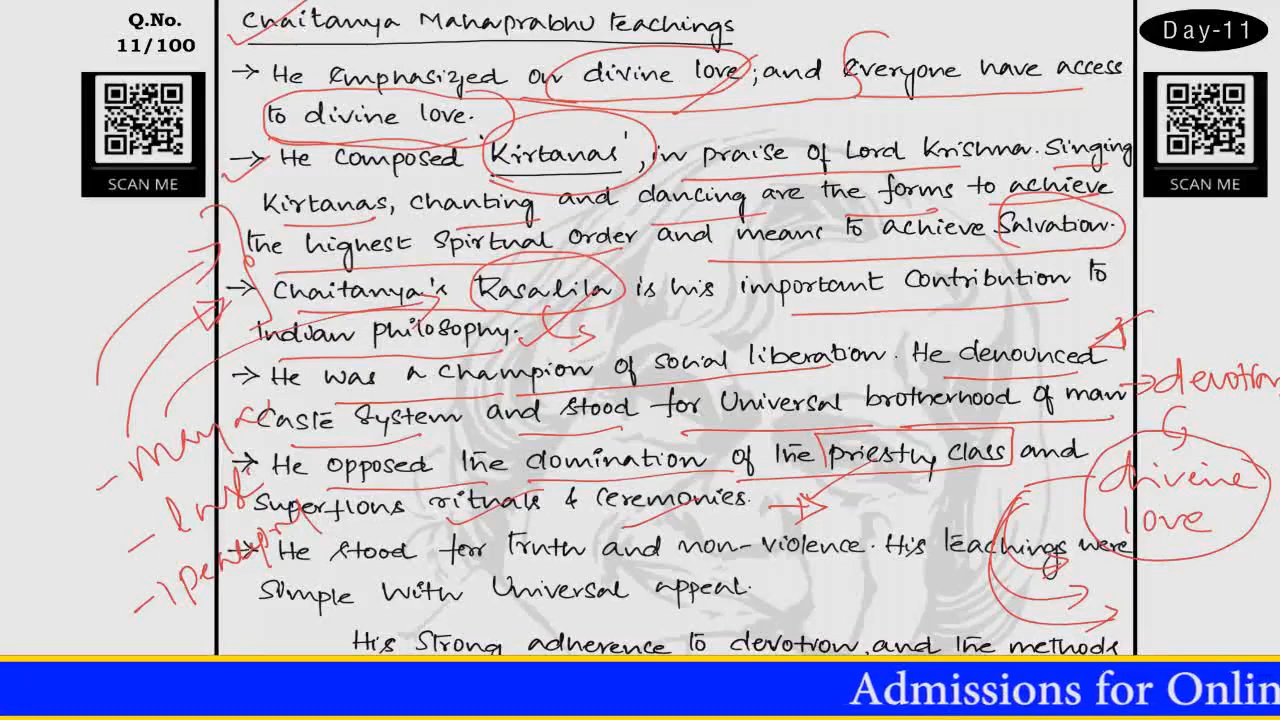 Q.No.
11/100
SCAN ME
Chaitanya Mahaprabhu teachings
→ He emphasized on divine love, and everyone have access
to divine love.
→ He composed 'Kirtanas', in praise of Lord Krishna. Singing
Kirtanas, chanting and dancing are the forms to achieve
the highest Spirtual order and means to achieve Salvation.
→ Chaitanya's Rasalila is his important contribution to
Indian philosophy.
→ He was a champion of social liberation. He denounced
Caste System and stood for Universal brotherhood of man
→ He opposed the domination of the priestly class and
Superflons rituals & ceremonies.
→ He stood for truth and non-violence. His teachings were
simple with Universal appeal.
His strong adherence to devotion, and the methods
Day-11
SCAN ME
→ devotion
divine
love
Admissions for Onlin